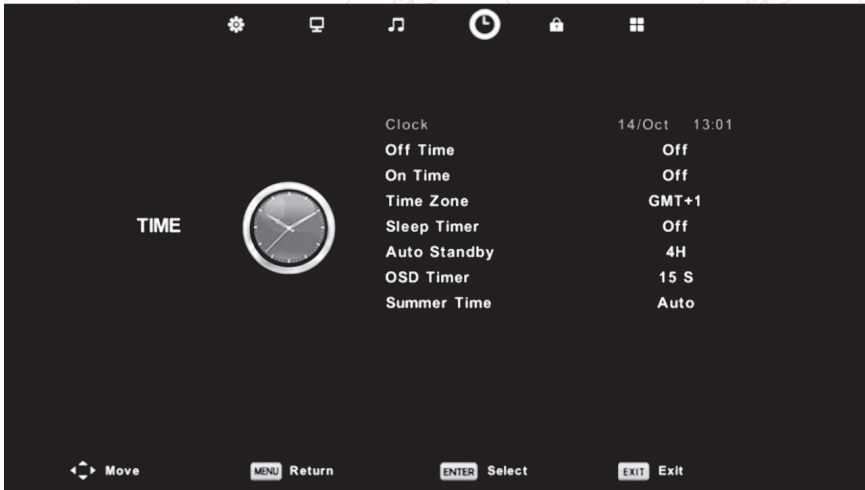 Clock 14/Oct 13:01
Off Time Off
On Time Off
Time Zone GMT+1
TIME
Sleep Timer Off
Auto Standby 4H
OSD Timer 15 S
Summer Time Auto
Move MENU Return ENTER Select EXIT Exit